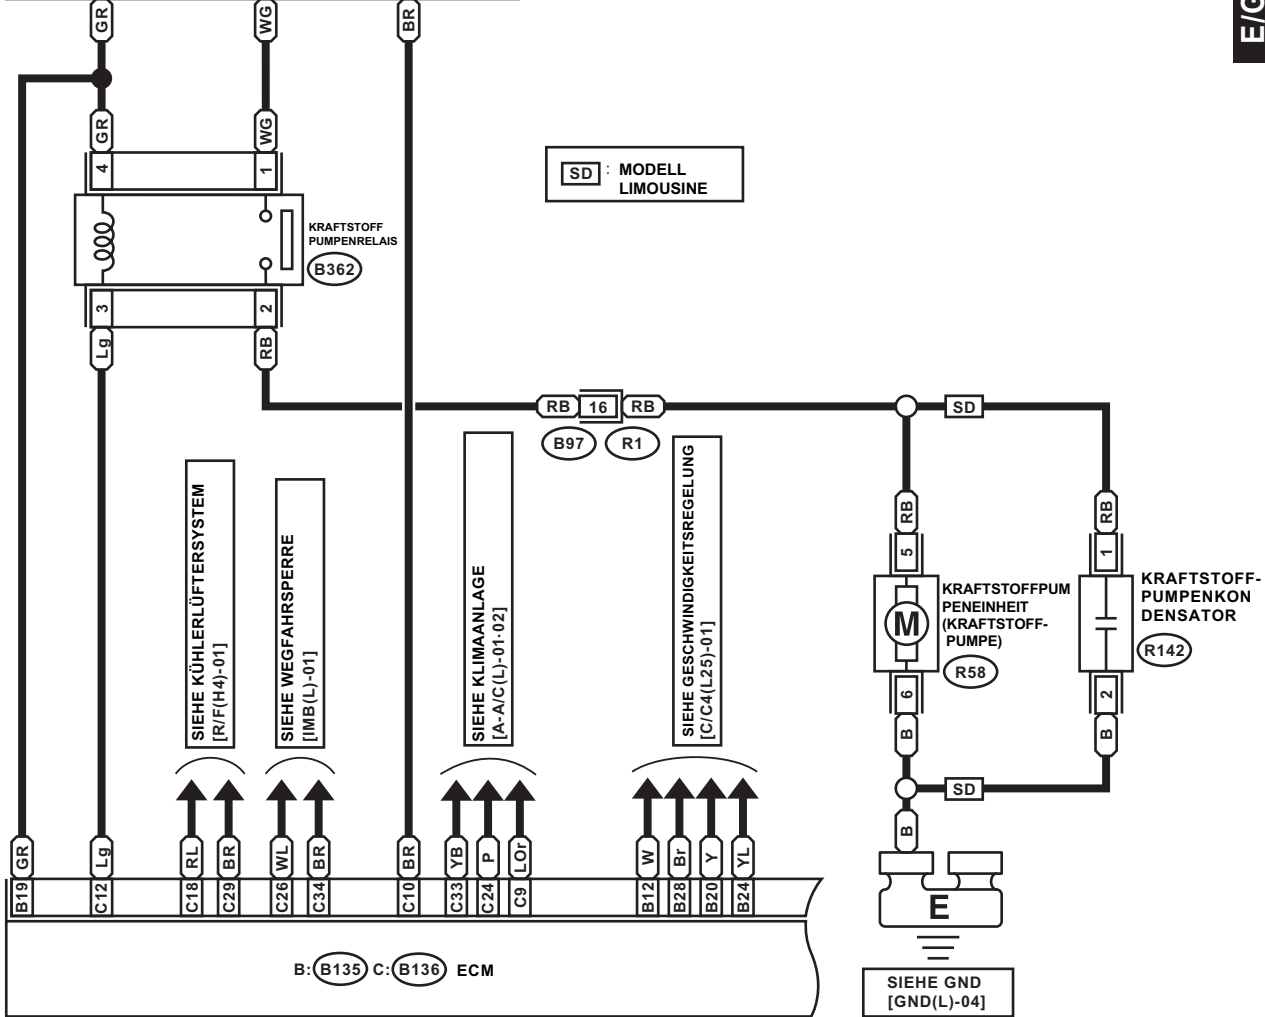 GR
WG
BR
E/G
GR
WG
4
1
SD : MODELL
LIMOUSINE
KRAFTSTOFF
PUMPENRELAIS
B362
3
2
Lg
RB
RB
16
RB
SD
B97
R1
RB
RB
5
1
SIEHE KÜHLERLÜFTERSYSTEM
[R/F(H4)-01]
SIEHE WEGFAHRSPERRE
[IMB(L)-01]
SIEHE KLIMAANLAGE
[A-A/C(L)-01·02]
SIEHE GESCHWINDIGKEITSREGELUNG
[C/C4(L25)-01]
M
KRAFTSTOFFPUM
PENEINHEIT
(KRAFTSTOFF-
PUMPE)
R58
KRAFTSTOFF-
PUMPENKON
DENSATOR
R142
6
2
B
B
SD
B
GR
Lg
RL
BR
WL
BR
BR
YB
P
LOr
W
Br
Y
YL
B19
C12
C18
C29
C26
C34
C10
C33
C24
C9
B12
B28
B20
B24
E
B: B135 C: B136 ECM
SIEHE GND
[GND(L)-04]